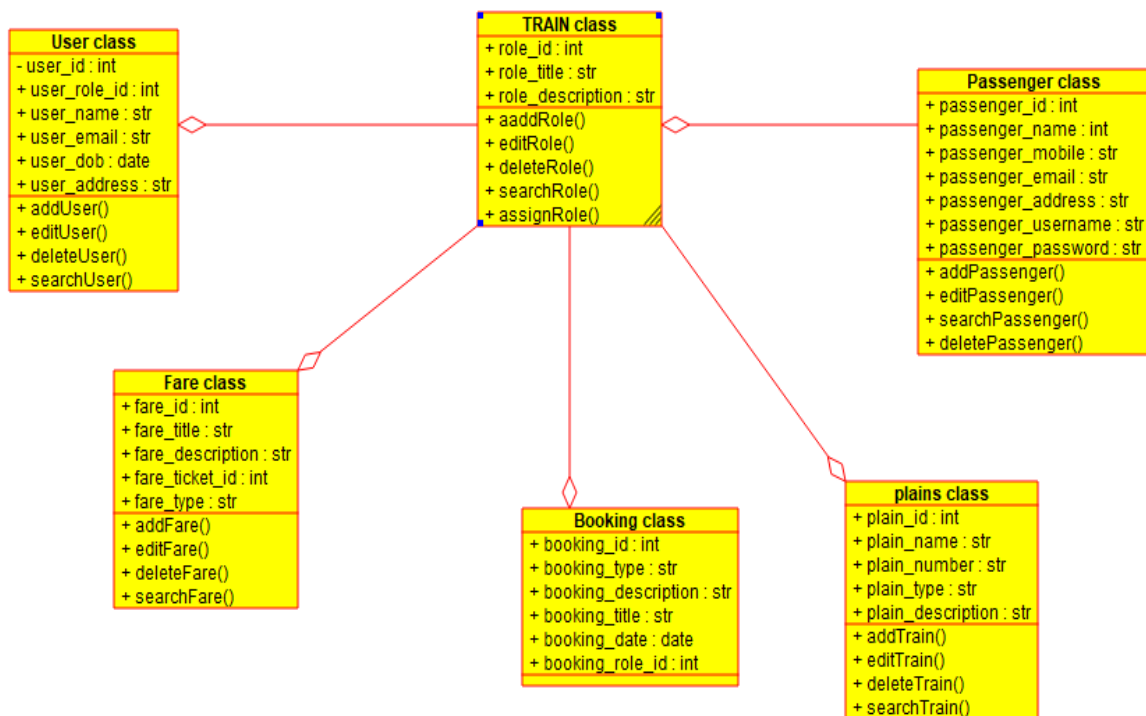 User class
- user_id : int
+ user_role_id : int
+ user_name : str
+ user_email : str
+ user_dob : date
+ user_address : str
+ addUser()
+ editUser()
+ deleteUser()
+ searchUser()
TRAIN class
+ role_id : int
+ role_title : str
+ role_description : str
+ aaddRole()
+ editRole()
+ deleteRole()
+ searchRole()
+ assignRole()
Passenger class
+ passenger_id : int
+ passenger_name : int
+ passenger_mobile : str
+ passenger_email : str
+ passenger_address : str
+ passenger_username : str
+ passenger_password : str
+ addPassenger()
+ editPassenger()
+ searchPassenger()
+ deletePassenger()
Fare class
+ fare_id : int
+ fare_title : str
+ fare_description : str
+ fare_ticket_id : int
+ fare_type : str
+ addFare()
+ editFare()
+ deleteFare()
+ searchFare()
Booking class
+ booking_id : int
+ booking_type : str
+ booking_description : str
+ booking_title : str
+ booking_date : date
+ booking_role_id : int
plains class
+ plain_id : int
+ plain_name : str
+ plain_number : str
+ plain_type : str
+ plain_description : str
+ addTrain()
+ editTrain()
+ deleteTrain()
+ searchTrain()